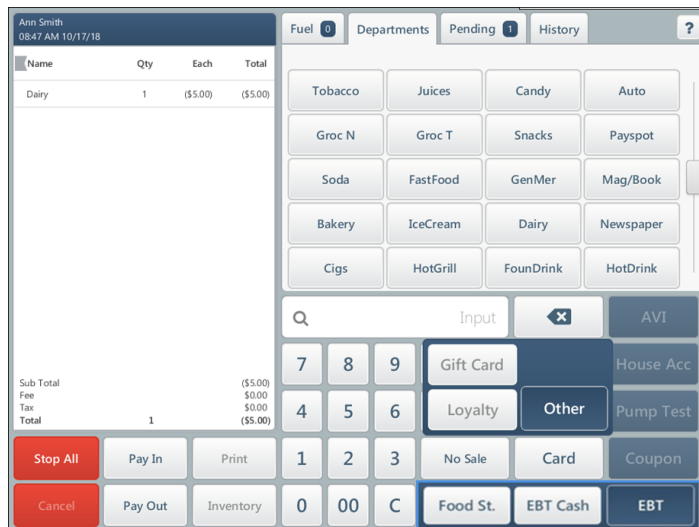 Ann Smith
08:47 AM 10/17/18
Name Qty Each Total
Dairy 1 ($5.00) ($5.00)
Sub Total ($5.00)
Fee $0.00
Tax $0.00
Total 1 ($5.00)
Stop All Pay In Print
Cancel Pay Out Inventory
Fuel 0 Departments Pending 1 History ?
Tobacco Juices Candy Auto
Groc N Groc T Snacks Payspot
Soda FastFood GenMer Mag/Book
Bakery IceCream Dairy Newspaper
Cigs HotGrill FounDrink HotDrink
Input AVI
7 8 9 Gift Card House Acc
4 5 6 Loyalty Other Pump Test
1 2 3 No Sale Card Coupon
0 00 C Food St. EBT Cash EBT